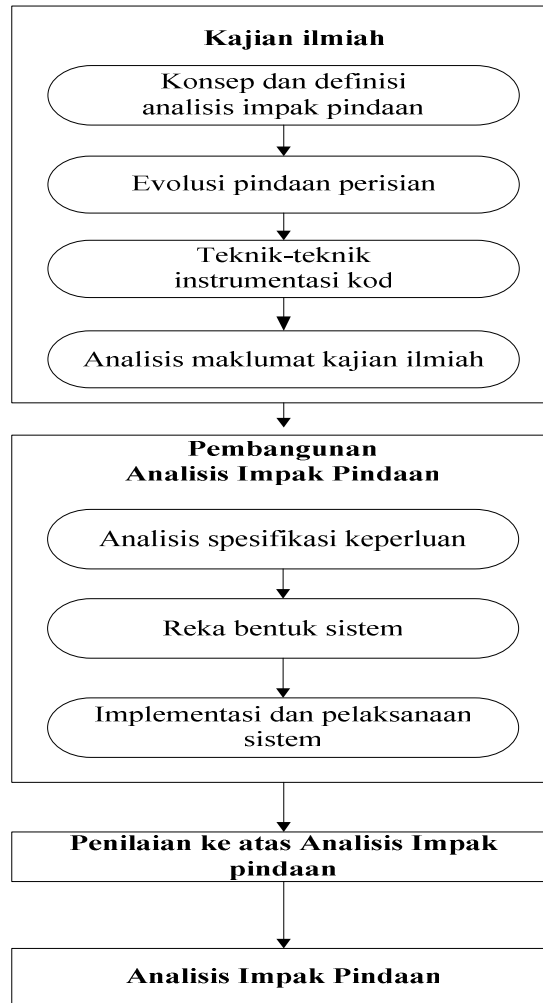 Kajian ilmiah
Konsep dan definisi
analisis impak pindaan
Evolusi pindaan perisian
Teknik-teknik
instrumentasi kod
Analisis maklumat kajian ilmiah
Pembangunan
Analisis Impak Pindaan
Analisis spesifikasi keperluan
Reka bentuk sistem
Implementasi dan pelaksanaan
sistem
Penilaian ke atas Analisis Impak
pindaan
Analisis Impak Pindaan